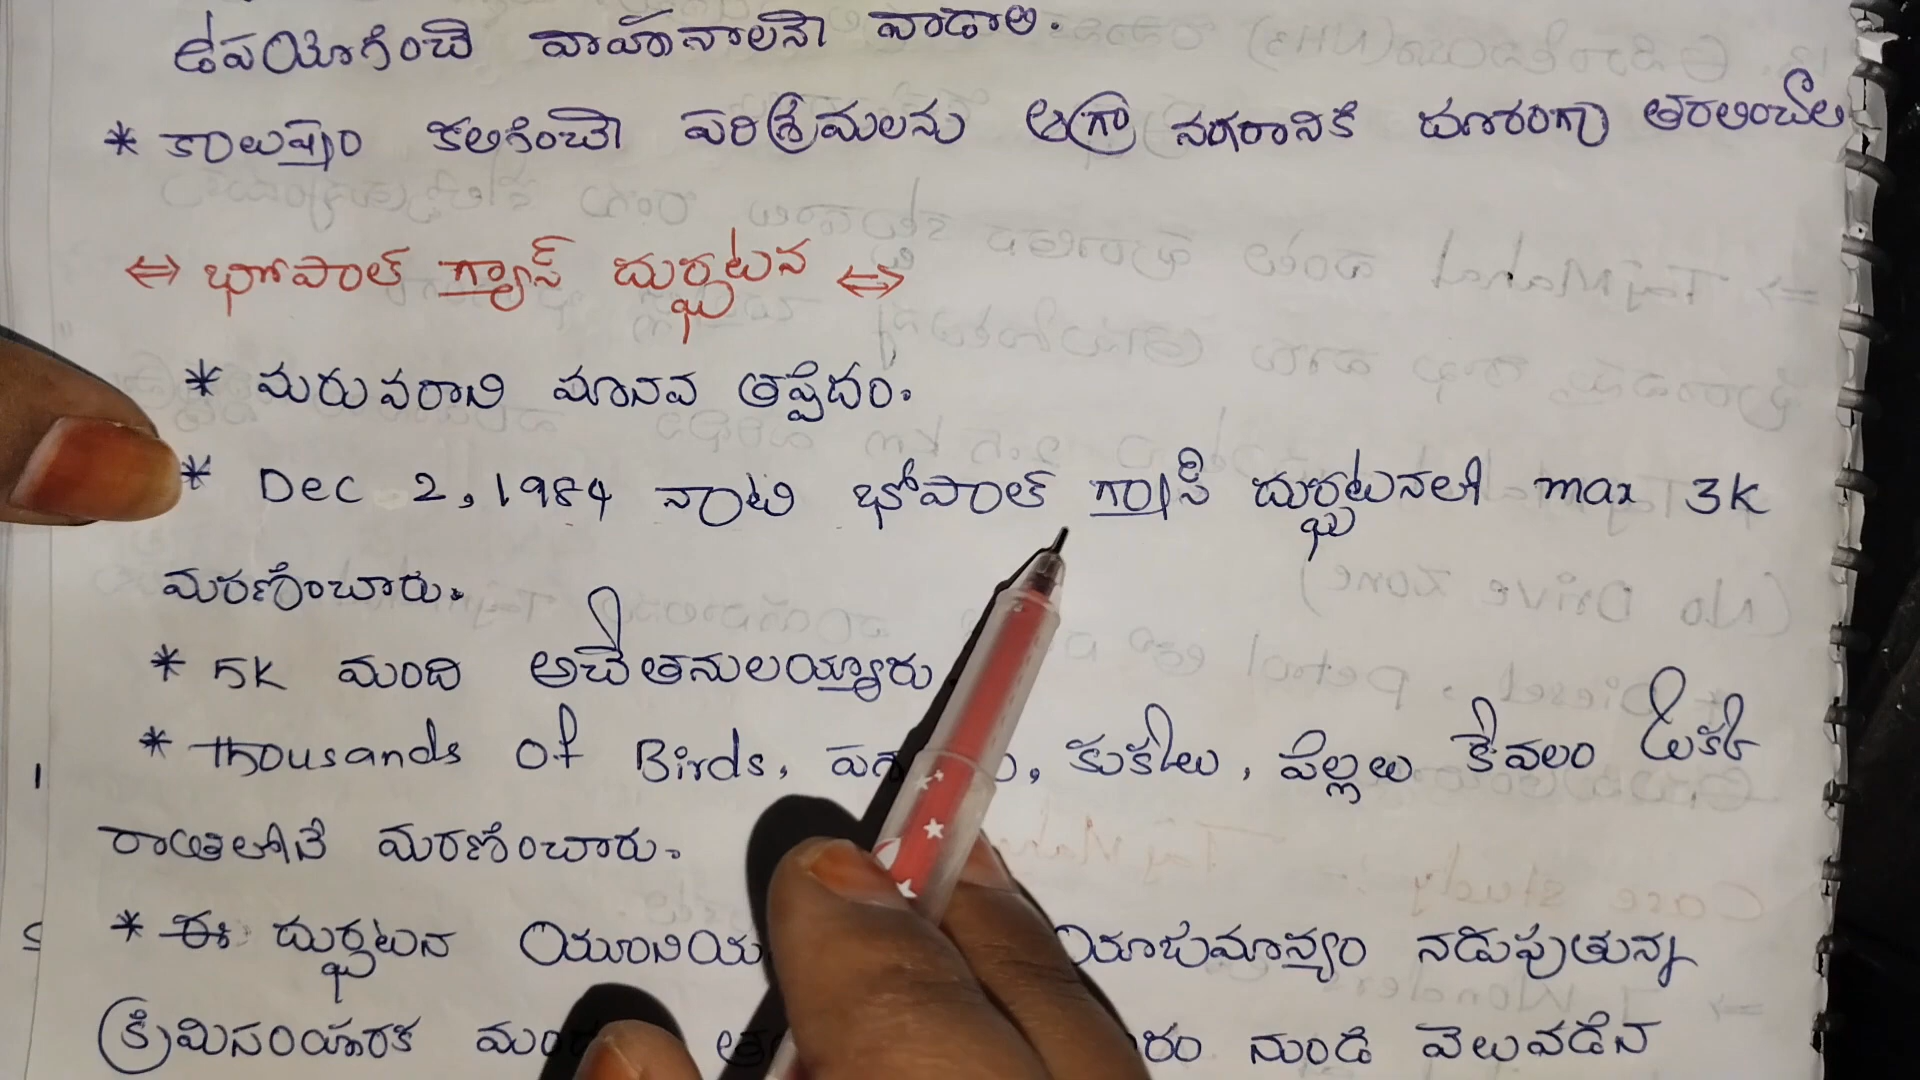 ఉపయోగించే వాహనాలనే వాడాలి.
* కాలుష్యం కలిగించే పరిశ్రమలను ఆగ్రా నగరానికి దూరంగా తరలించాలి
⇔ భోపాల్ గ్యాస్ దుర్ఘటన ⇔
* మరువరాని మానవ తప్పిదం.
* Dec 2, 1984 నాటి భోపాల్ గ్యాస్ దుర్ఘటనలో max 3K
మరణించారు.
* 5K మంది అచేతనులయ్యారు
* thousands of Birds, కుక్కలు, పిల్లులు కేవలం ఒకే
రాత్రిలోనే మరణించారు.
* ఈ దుర్ఘటన యాజమాన్యం నడుపుతున్న
క్రిమిసంహారక నుండి వెలువడిన